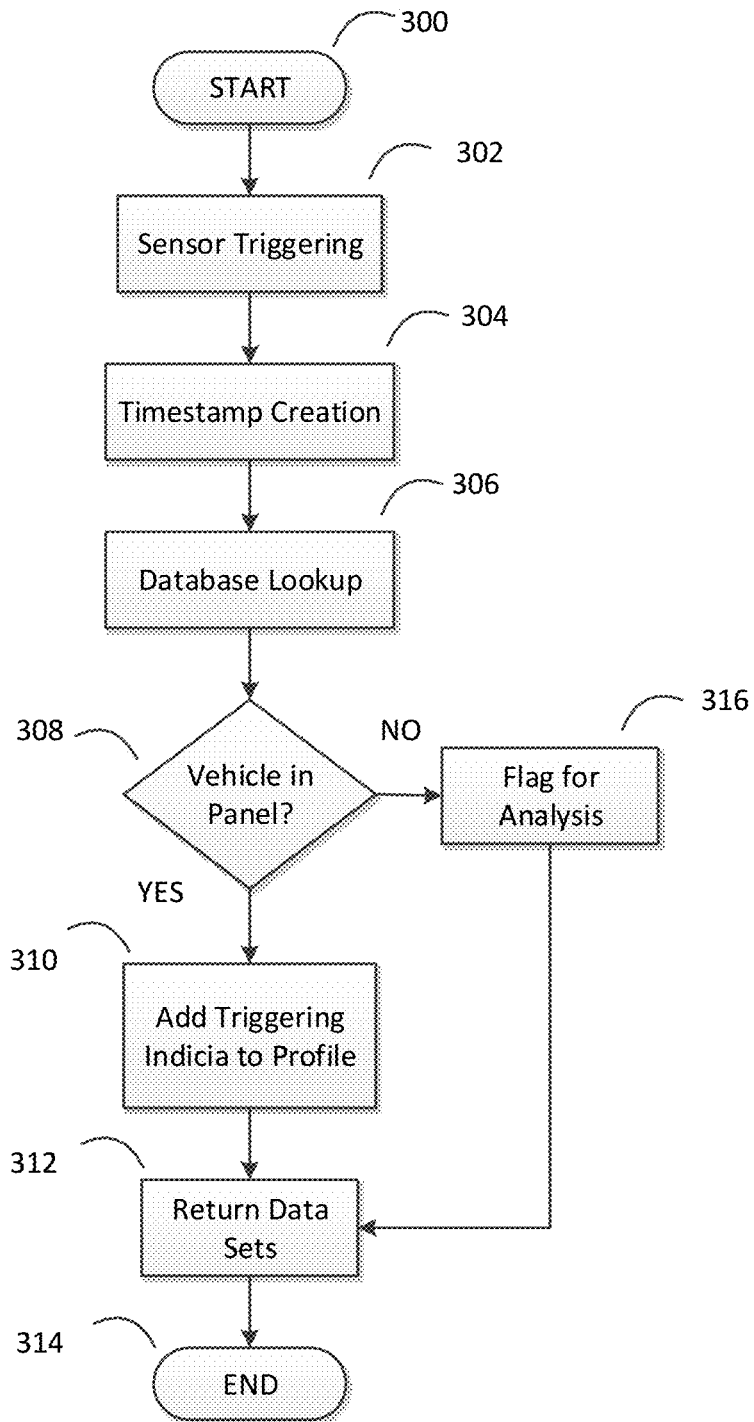 300
START
302
Sensor Triggering
304
Timestamp Creation
306
Database Lookup
308
Vehicle in
Panel?
NO
316
Flag for
Analysis
YES
310
Add Triggering
Indicia to Profile
312
Return Data
Sets
314
END